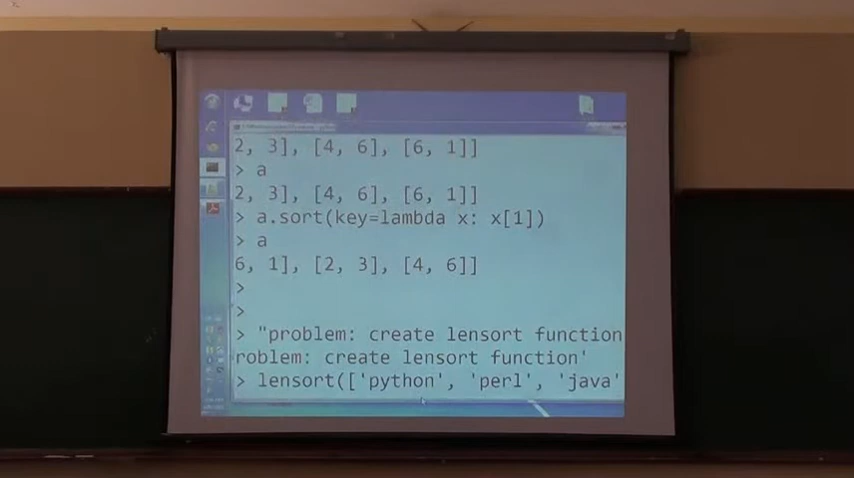 2, 3], [4, 6], [6, 1]]
> a
2, 3], [4, 6], [6, 1]]
> a.sort(key=lambda x: x[1])
> a
6, 1], [2, 3], [4, 6]]
>
>
> "problem: create lensort function
roblem: create lensort function'
> lensort(['python', 'perl', 'java'